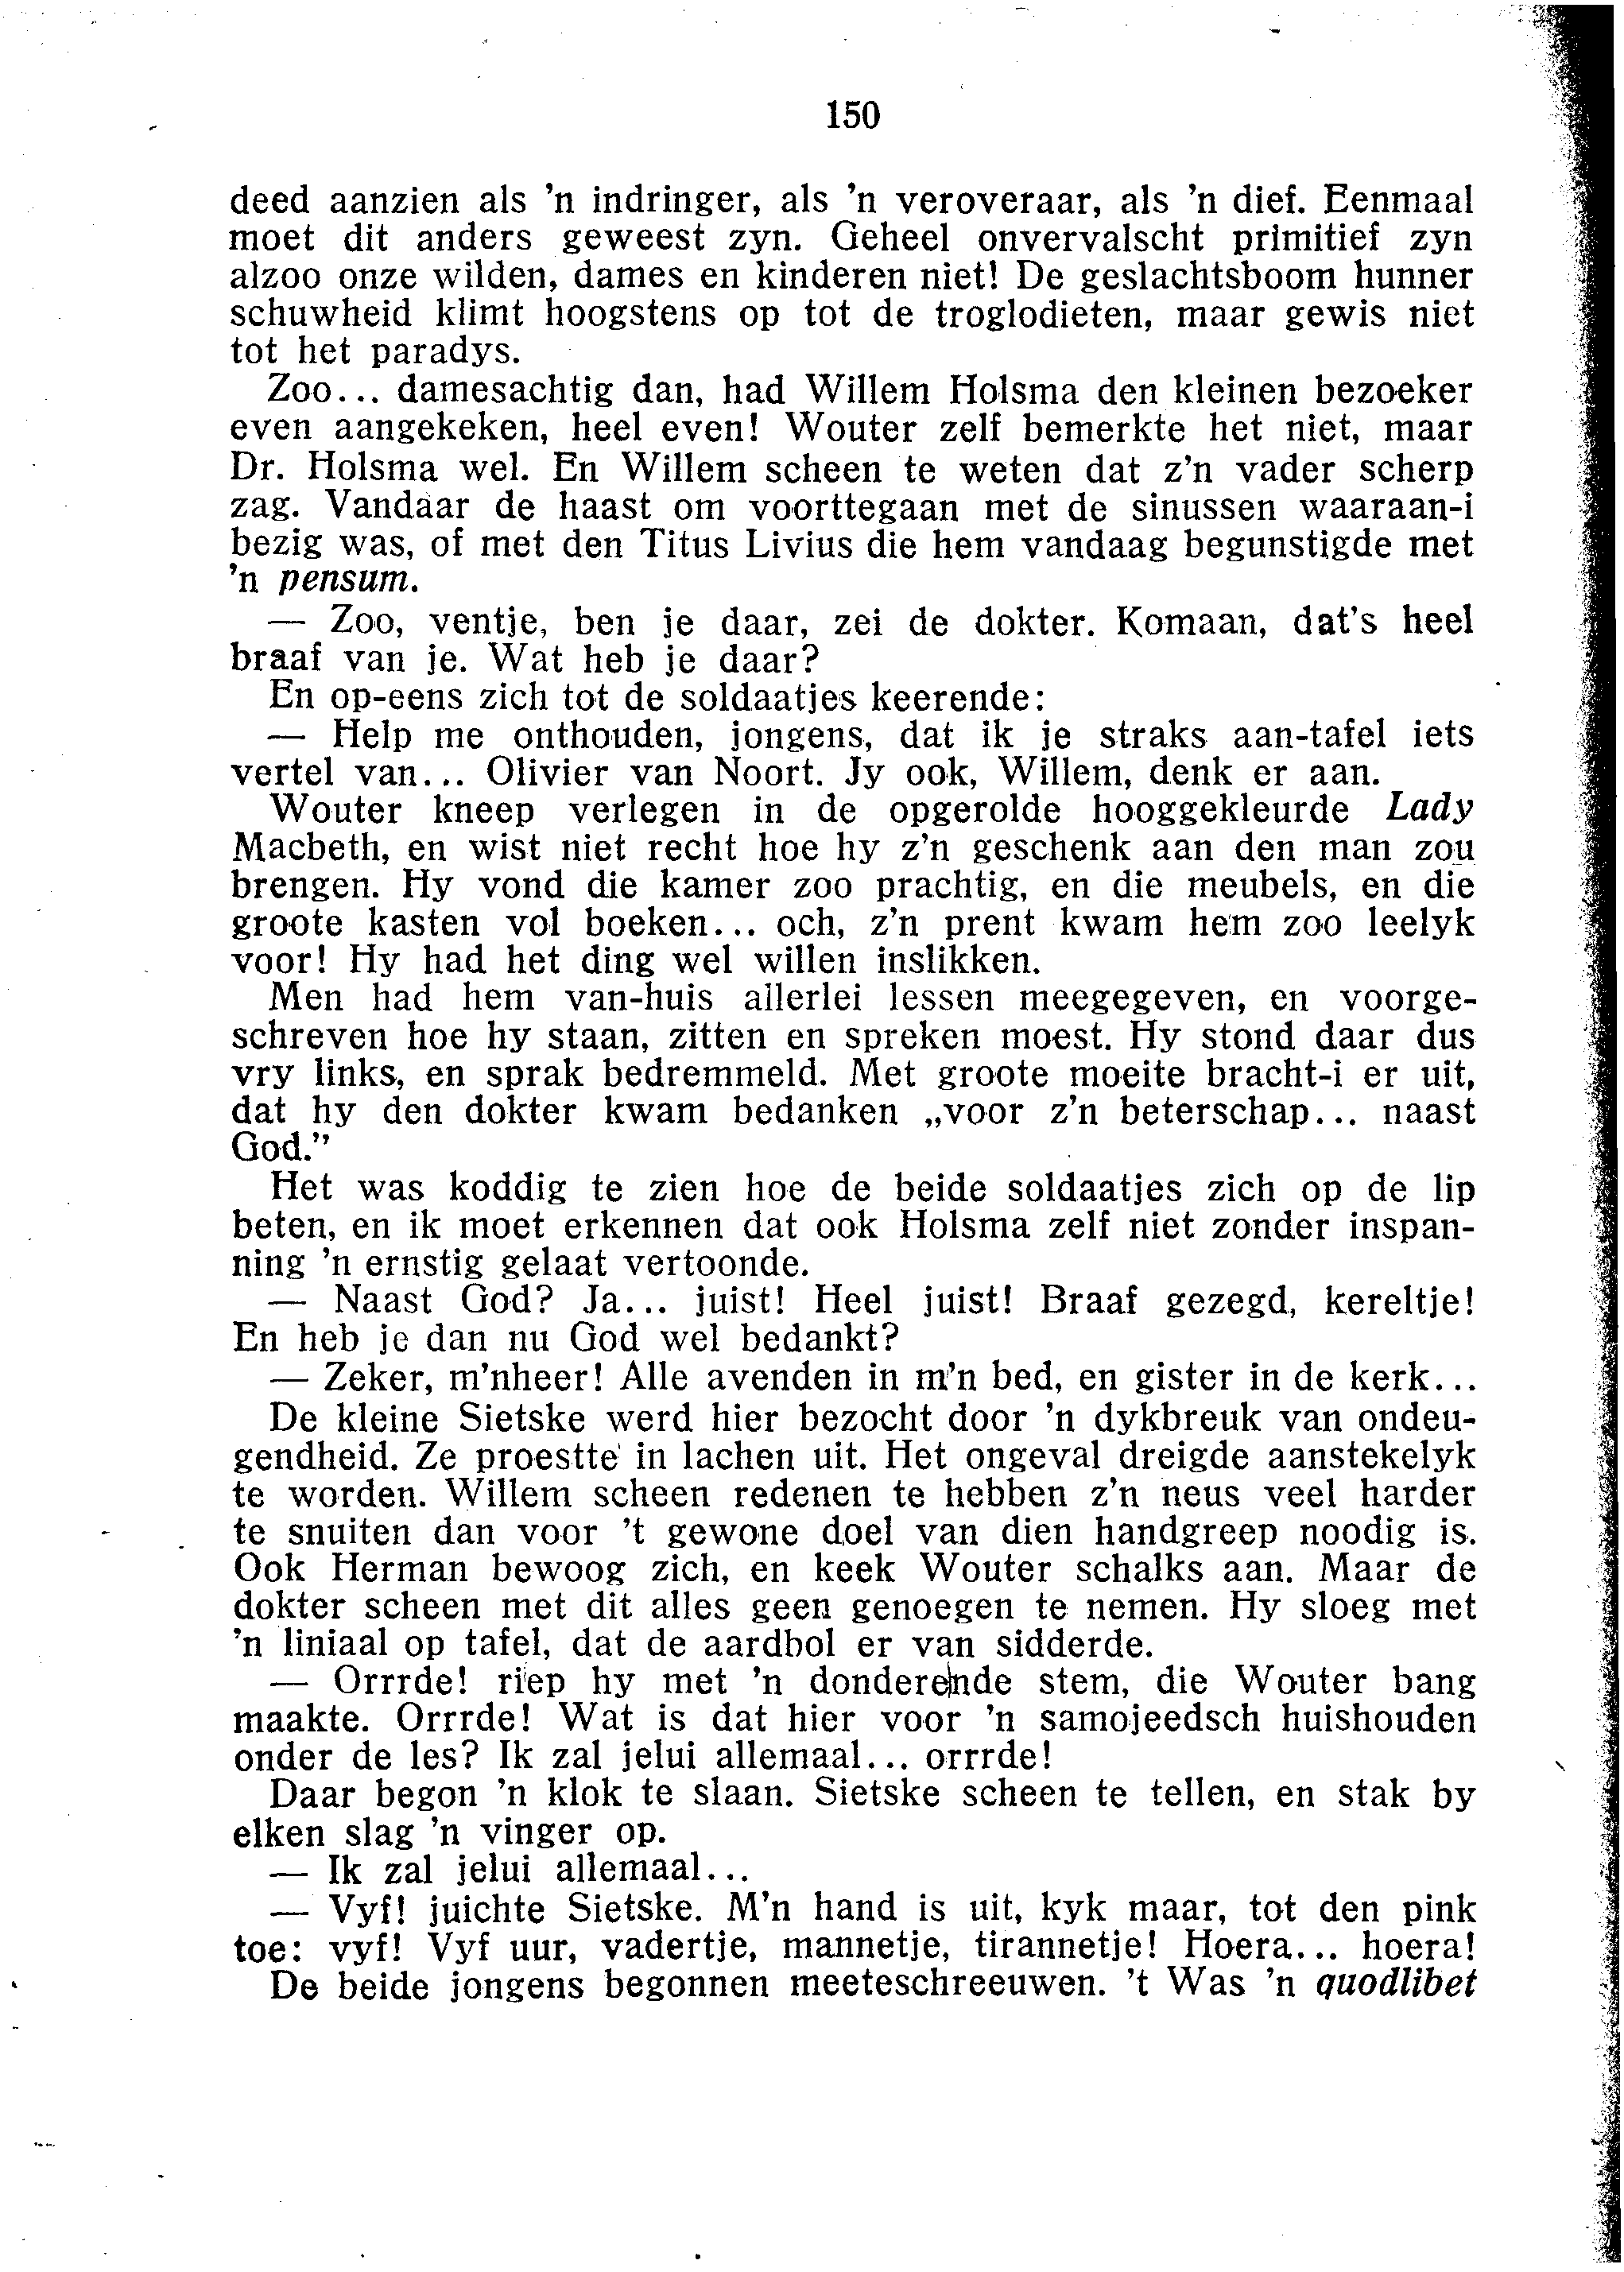 150
deed aanzien als 'n indringer, als 'n veroveraar, als 'n dief. Eenmaal
moet dit anders geweest zyn. Geheel onvervalscht primitief zyn
alzoo onze wilden, dames en kinderen niet! De geslachtsboom hunner
schuwheid klimt hoogstens op tot de troglodieten, maar gewis niet
tot het paradys.
Zoo... damesachtig dan, had Willem Holsma den kleinen bezoeker
even aangekeken, heel even! Wouter zelf bemerkte het niet, maar
Dr. Holsma wel. En Willem scheen te weten dat z'n vader scherp
zag. Vandaar de haast om voorttegaan met de sinussen waaraan-i
bezig was, of met den Titus Livius die hem vandaag begunstigde met
'n pensum.
— Zoo, ventje, ben je daar, zei de dokter. Komaan, dat's heel
braaf van je. Wat heb je daar?
En op-eens zich tot de soldaatjes keerende:
— Help me onthouden, jongens, dat ik je straks aan-tafel iets
vertel van... Olivier van Noort. Jy ook, Willem, denk er aan.
Wouter kneep verlegen in de opgerolde hooggekleurde Lady
Macbeth, en wist niet recht hoe hy z'n geschenk aan den man zou
brengen. Hy vond die kamer zoo prachtig, en die meubels, en die
groote kasten vol boeken... och, z'n prent kwam hem zoo leelyk
voor! Hy had het ding wel willen inslikken.
Men had hem van-huis allerlei lessen meegegeven, en voorge-
schreven hoe hy staan, zitten en spreken moest. Hy stond daar dus
vry links, en sprak bedremmeld. Met groote moeite bracht-i er uit,
dat hy den dokter kwam bedanken „voor z'n beterschap... naast
God.”
Het was koddig te zien hoe de beide soldaatjes zich op de lip
beten, en ik moet erkennen dat ook Holsma zelf niet zonder inspan-
ning 'n ernstig gelaat vertoonde.
— Naast God? Ja... juist! Heel juist! Braaf gezegd, kereltje!
En heb je dan nu God wel bedankt?
— Zeker, m'nheer! Alle avenden in m'n bed, en gister in de kerk...
De kleine Sietske werd hier bezocht door 'n dykbreuk van ondeu-
gendheid. Ze proestte in lachen uit. Het ongeval dreigde aanstekelyk
te worden. Willem scheen redenen te hebben z'n neus veel harder
te snuiten dan voor 't gewone doel van dien handgreep noodig is.
Ook Herman bewoog zich, en keek Wouter schalks aan. Maar de
dokter scheen met dit alles geen genoegen te nemen. Hy sloeg met
'n liniaal op tafel, dat de aardbol er van sidderde.
— Orrrde! riep hy met 'n donderende stem, die Wouter bang
maakte. Orrrde! Wat is dat hier voor 'n samojeedsch huishouden
onder de les? Ik zal jelui allemaal... orrrde!
Daar begon 'n klok te slaan. Sietske scheen te tellen, en stak by
elken slag 'n vinger op.
— Ik zal jelui allemaal...
— Vyf! juichte Sietske. M'n hand is uit, kyk maar, tot den pink
toe: vyf! Vyf uur, vadertje, mannetje, tirannetje! Hoera... hoera!
De beide jongens begonnen meeteschreeuwen. 't Was 'n quodlibet